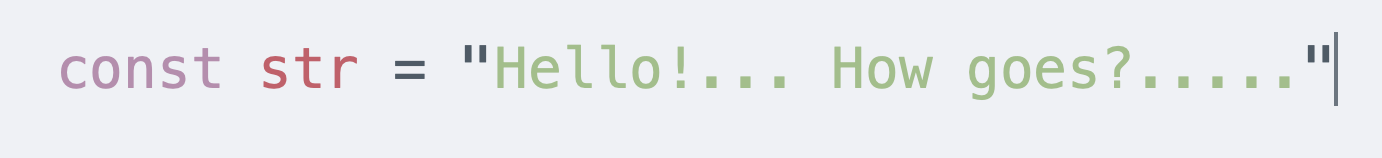 const str = "Hello!... How goes?....."